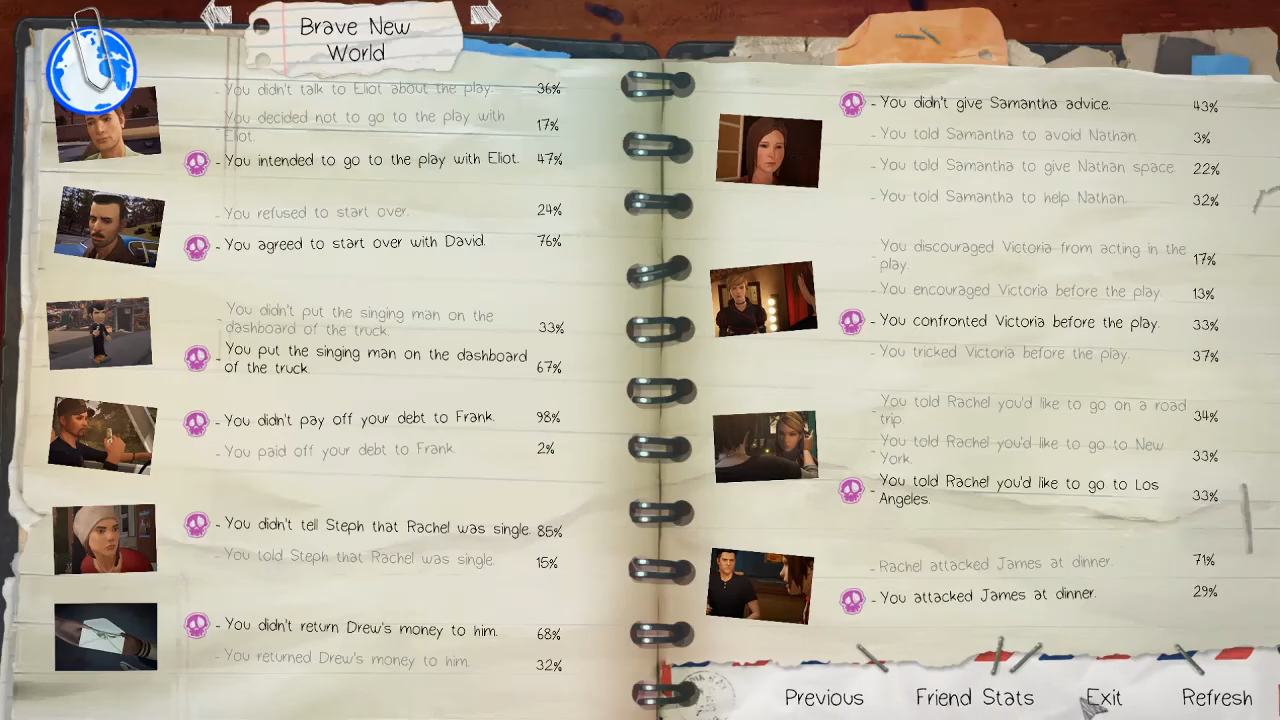 Brave New
World
- You didn't talk to Eliot about the play. 36%
- You decided not to go to the play with
Eliot. 17%
- You intended to go to the play with Eliot. 47%
- You refused to start over. 24%
- You agreed to start over with David. 76%
- You didn't put the singing man on the
dashboard of the truck. 33%
- You put the singing man on the dashboard
of the truck. 67%
- You didn't pay off your debt to Frank. 98%
- You paid off your debt to Frank. 2%
- You didn't tell Steph that Rachel was single. 85%
- You told Steph that Rachel was single. 15%
- You didn't return Drew's money to him. 68%
- You returned Drew's money to him. 32%
- You didn't give Samantha advice. 43%
- You told Samantha to avoid Nathan.
- You told Samantha to give Nathan space. 22%
- You told Samantha to help Nathan. 32%
- You discouraged Victoria from acting in the
play. 17%
- You encouraged Victoria before the play. 13%
- You confronted Victoria before the play. 33%
- You tricked Victoria before the play. 37%
- You told Rachel you'd like to go on a road
trip. 34%
- You told Rachel you'd like to go to New
York. 33%
- You told Rachel you'd like to go to Los
Angeles. 33%
- Rachel attacked James at dinner. 71%
- You attacked James at dinner. 29%
Previous Friend Stats Exit Refresh